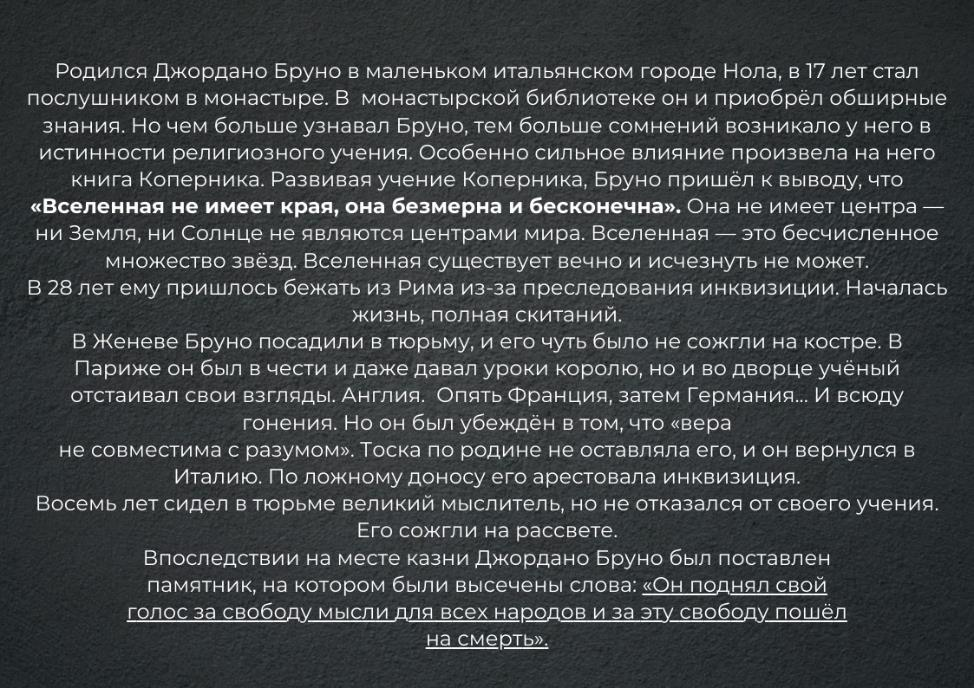 Родился Джордано Бруно в маленьком итальянском городе Нола, в 17 лет стал
послушником в монастыре. В  монастырской библиотеке он и приобрёл обширные
знания. Но чем больше узнавал Бруно, тем больше сомнений возникало у него в
истинности религиозного учения. Особенно сильное влияние произвела на него
книга Коперника. Развивая учение Коперника, Бруно пришёл к выводу, что
«Вселенная не имеет края, она безмерна и бесконечна». Она не имеет центра —
ни Земля, ни Солнце не являются центрами мира. Вселенная — это бесчисленное
множество звёзд. Вселенная существует вечно и исчезнуть не может.
В 28 лет ему пришлось бежать из Рима из-за преследования инквизиции. Началась
жизнь, полная скитаний.
В Женеве Бруно посадили в тюрьму, и его чуть было не сожгли на костре. В
Париже он был в чести и даже давал уроки королю, но и во дворце учёный
отстаивал свои взгляды. Англия.  Опять Франция, затем Германия... И всюду
гонения. Но он был убеждён в том, что «вера
не совместима с разумом». Тоска по родине не оставляла его, и он вернулся в
Италию. По ложному доносу его арестовала инквизиция.
Восемь лет сидел в тюрьме великий мыслитель, но не отказался от своего учения.
Его сожгли на рассвете.
Впоследствии на месте казни Джордано Бруно был поставлен
памятник, на котором были высечены слова: «Он поднял свой
голос за свободу мысли для всех народов и за эту свободу пошёл
на смерть».